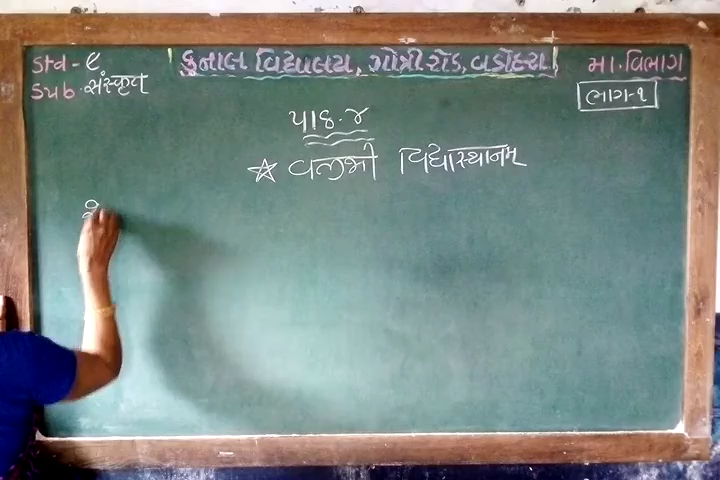 Std - ૯
Sub. સંસ્કૃત
કુનાલ વિદ્યાલય, ગોત્રી રોડ, વડોદરા
મા. વિભાગ
ભાગ-૧
પાઠ-૪
☆ વલભી વિદ્યાસ્થાનમ્